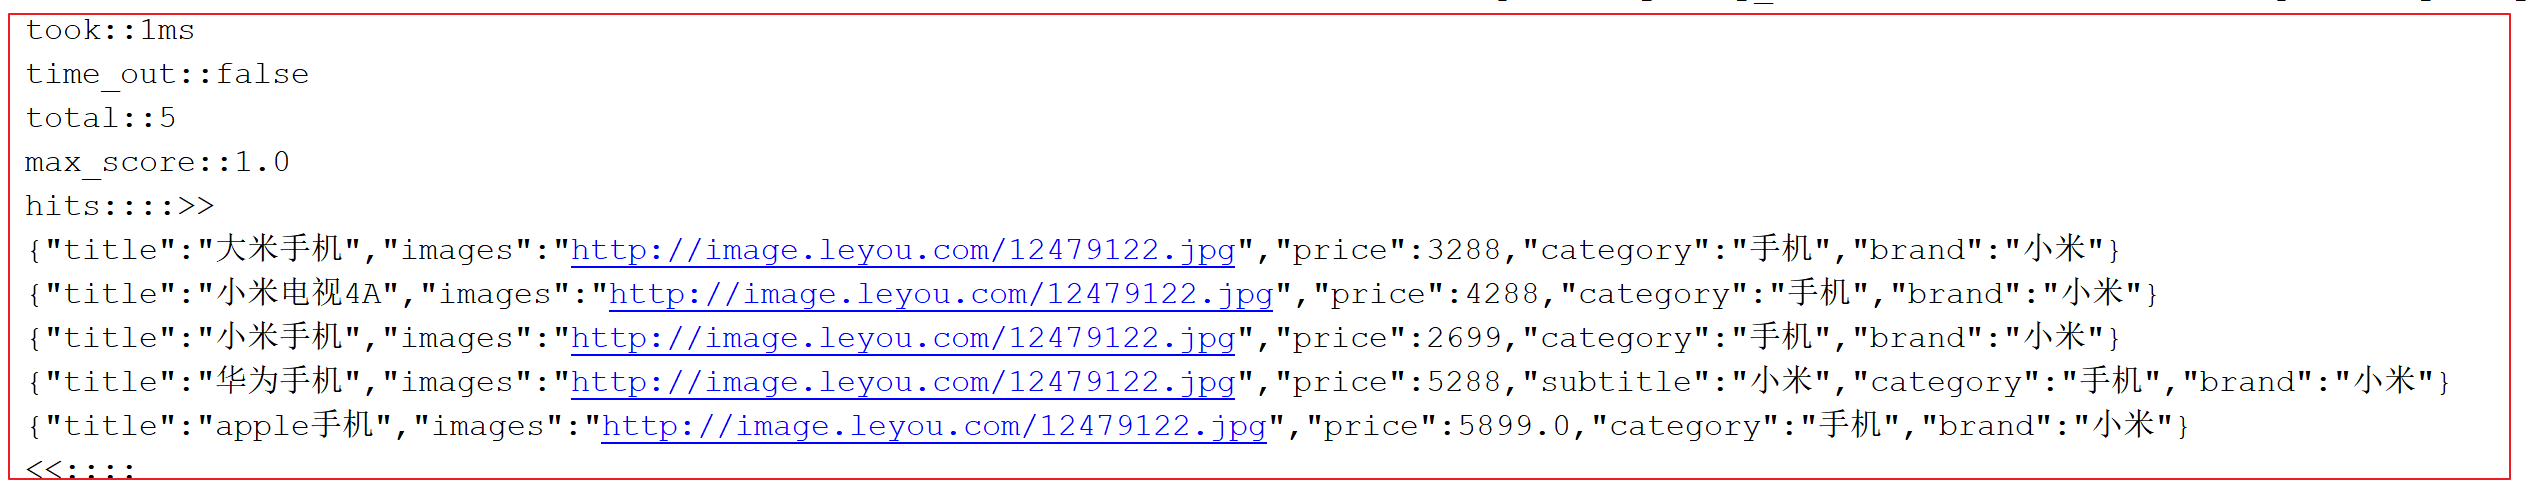 took::1ms
time_out::false
total::5
max_score::1.0
hits::::>>
{"title":"大米手机","images":"http://image.leyou.com/12479122.jpg","price":3288,"category":"手机","brand":"小米"}
{"title":"小米电视4A","images":"http://image.leyou.com/12479122.jpg","price":4288,"category":"手机","brand":"小米"}
{"title":"小米手机","images":"http://image.leyou.com/12479122.jpg","price":2699,"category":"手机","brand":"小米"}
{"title":"华为手机","images":"http://image.leyou.com/12479122.jpg","price":5288,"subtitle":"小米","category":"手机","brand":"小米"}
{"title":"apple手机","images":"http://image.leyou.com/12479122.jpg","price":5899.0,"category":"手机","brand":"小米"}
<<::::